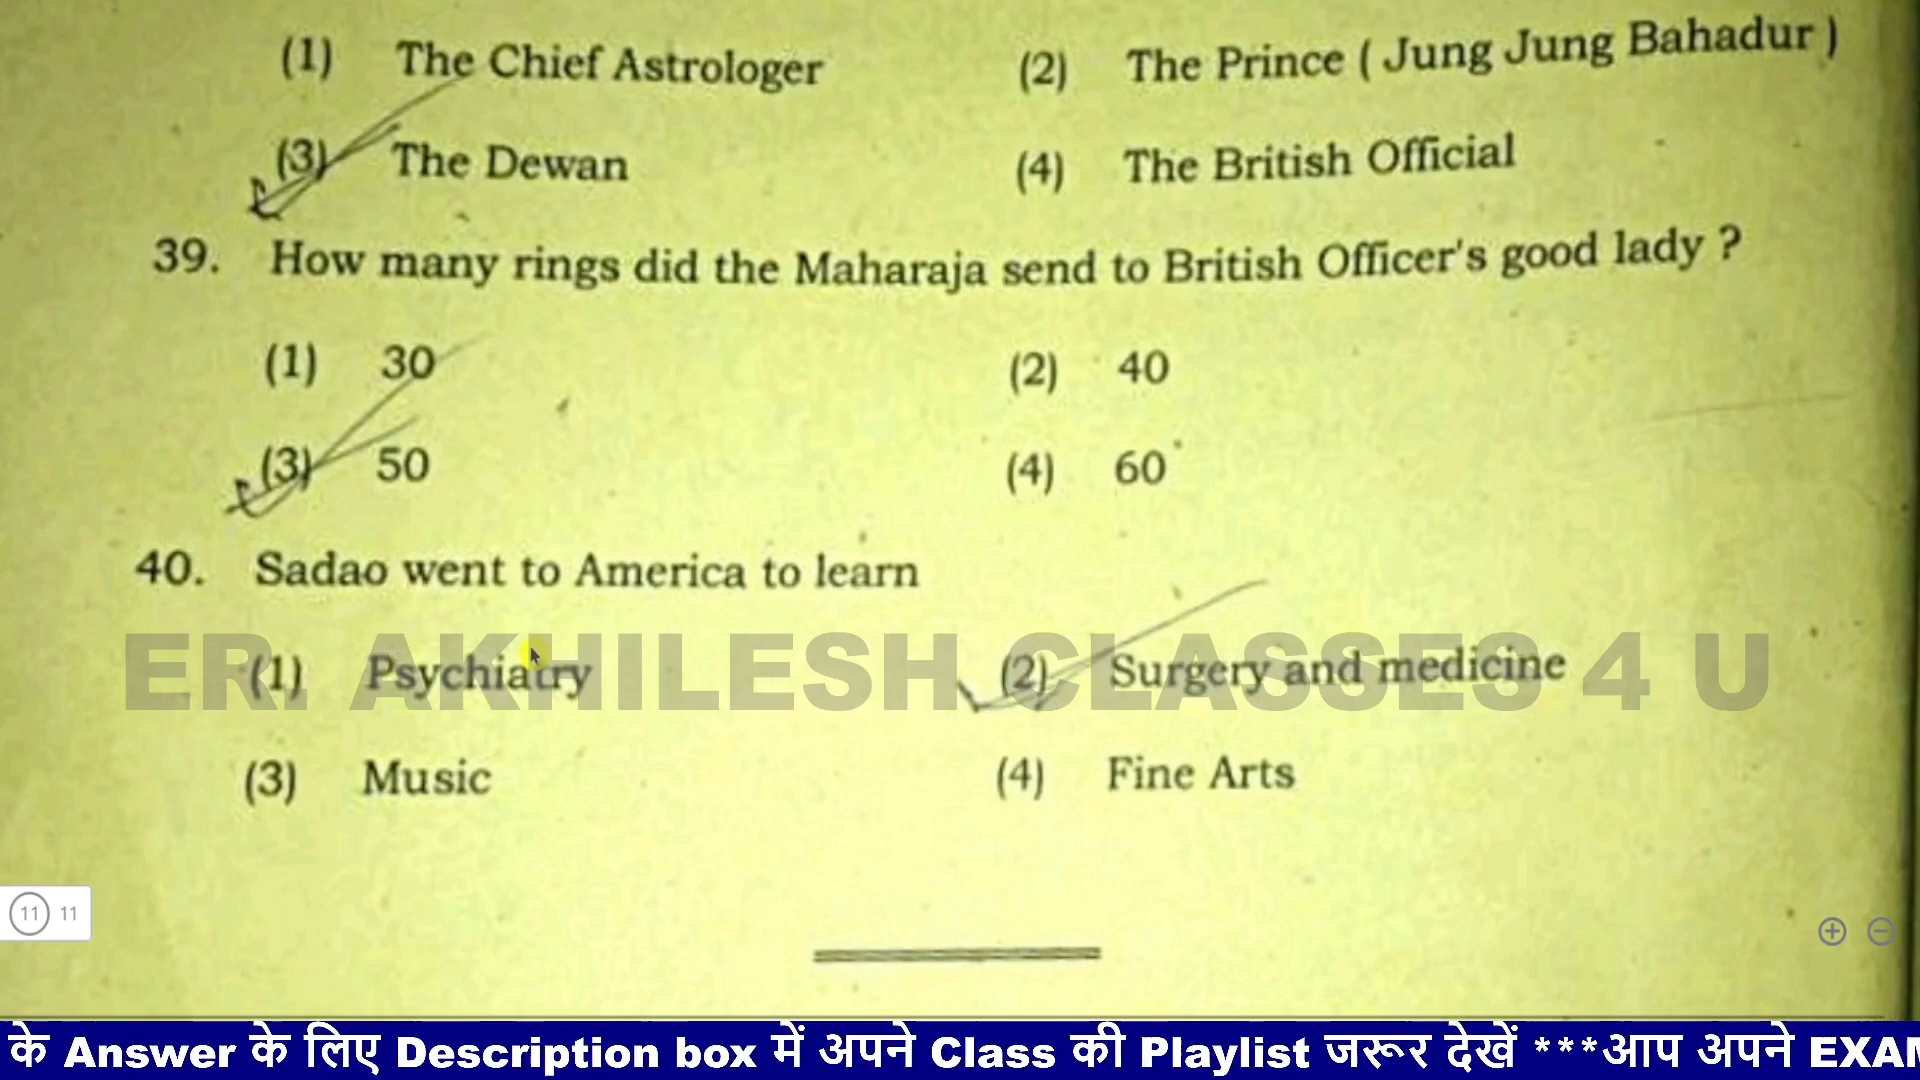 (1) The Chief Astrologer (2) The Prince ( Jung Jung Bahadur )
(3) The Dewan (4) The British Official
39. How many rings did the Maharaja send to British Officer's good lady ?
(1) 30 (2) 40
(3) 50 (4) 60
40. Sadao went to America to learn
ER. AKHILESH CLASSES 4 U
(1) Psychiatry (2) Surgery and medicine
(3) Music (4) Fine Arts
11 11
के Answer के लिए Description box में अपने Class की Playlist जरूर देखें ***आप अपने EXAM